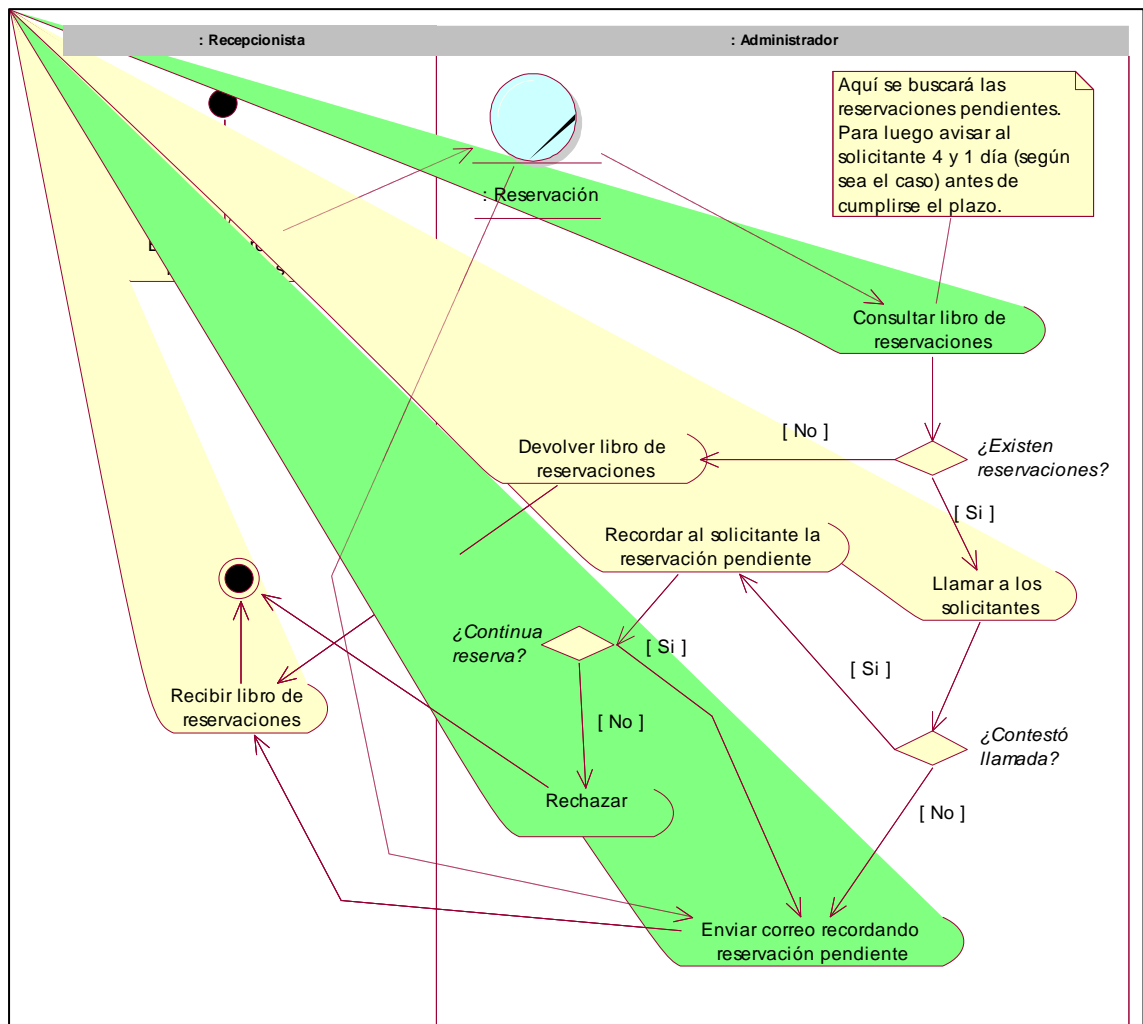 : Recepcionista
: Administrador
Aquí se buscará las
reservaciones pendientes.
Para luego avisar al
solicitante 4 y 1 día (según
sea el caso) antes de
cumplirse el plazo.
: Reservación
Consultar libro de
reservaciones
[ No ]
¿Existen
reservaciones?
Devolver libro de
reservaciones
[ Si ]
Recordar al solicitante la
reservación pendiente
Llamar a los
solicitantes
¿Continua
reserva?
[ Si ]
[ Si ]
Recibir libro de
reservaciones
[ No ]
¿Contestó
llamada?
Rechazar
[ No ]
Enviar correo recordando
reservación pendiente